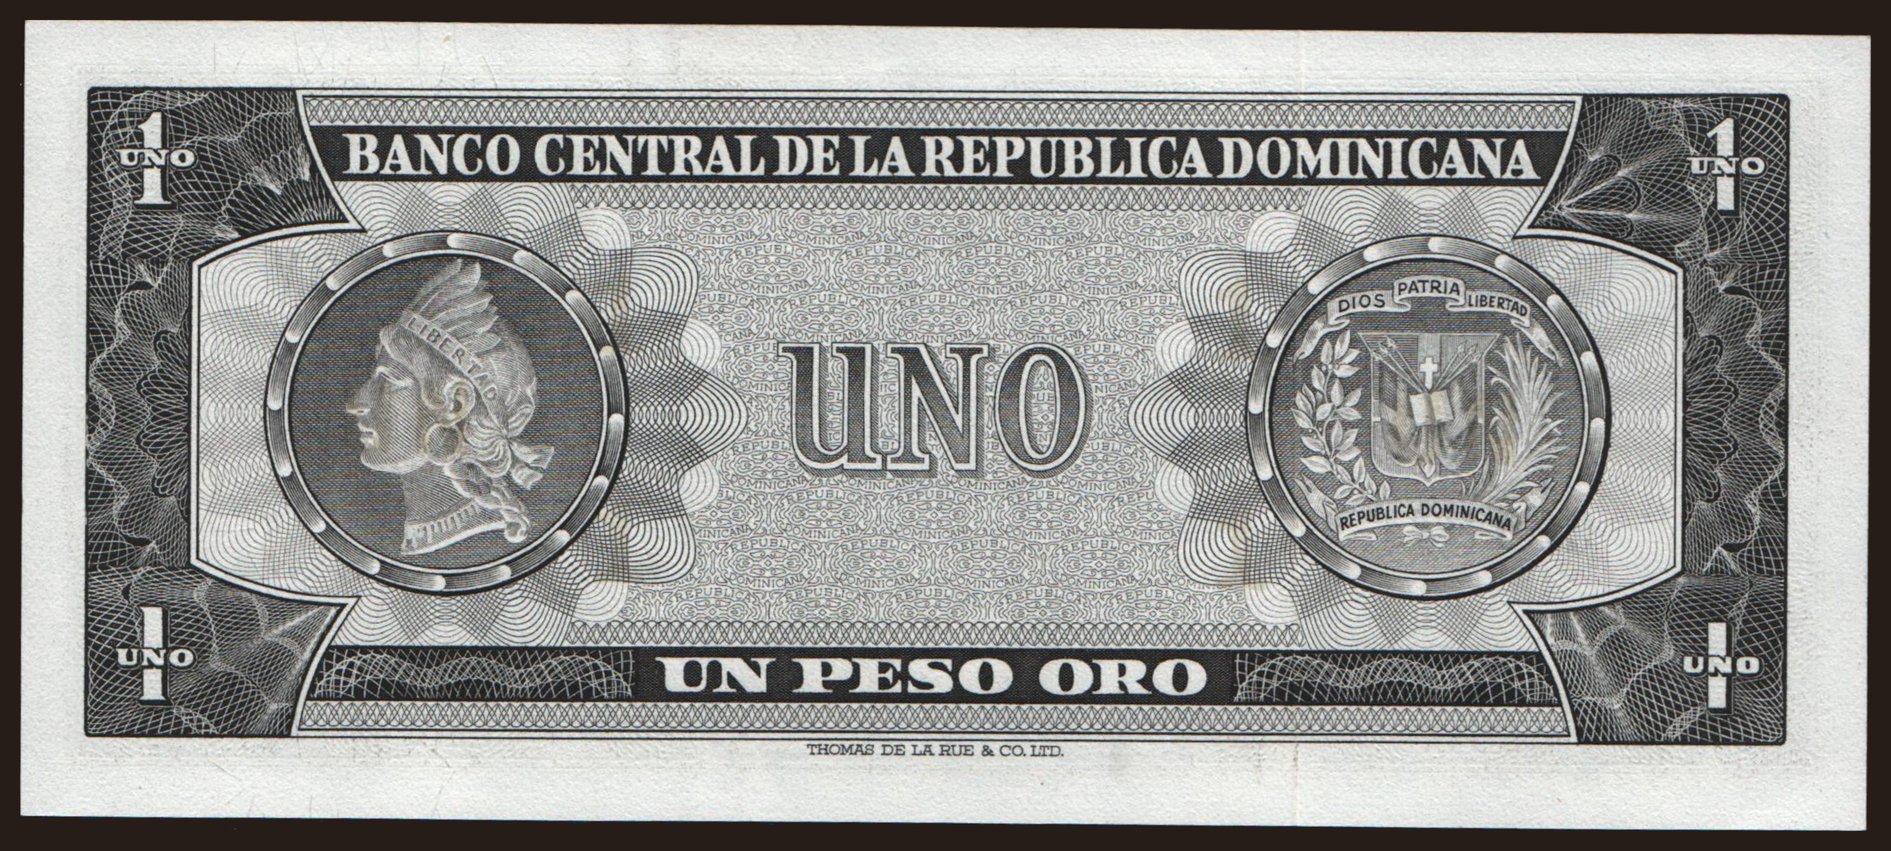 1
UNO
1
UNO
BANCO CENTRAL DE LA REPUBLICA DOMINICANA
LIBERTAD
UNO
DIOS PATRIA LIBERTAD
REPUBLICA DOMINICANA
1
UNO
1
UNO
UN PESO ORO
THOMAS DE LA RUE & CO. LTD.